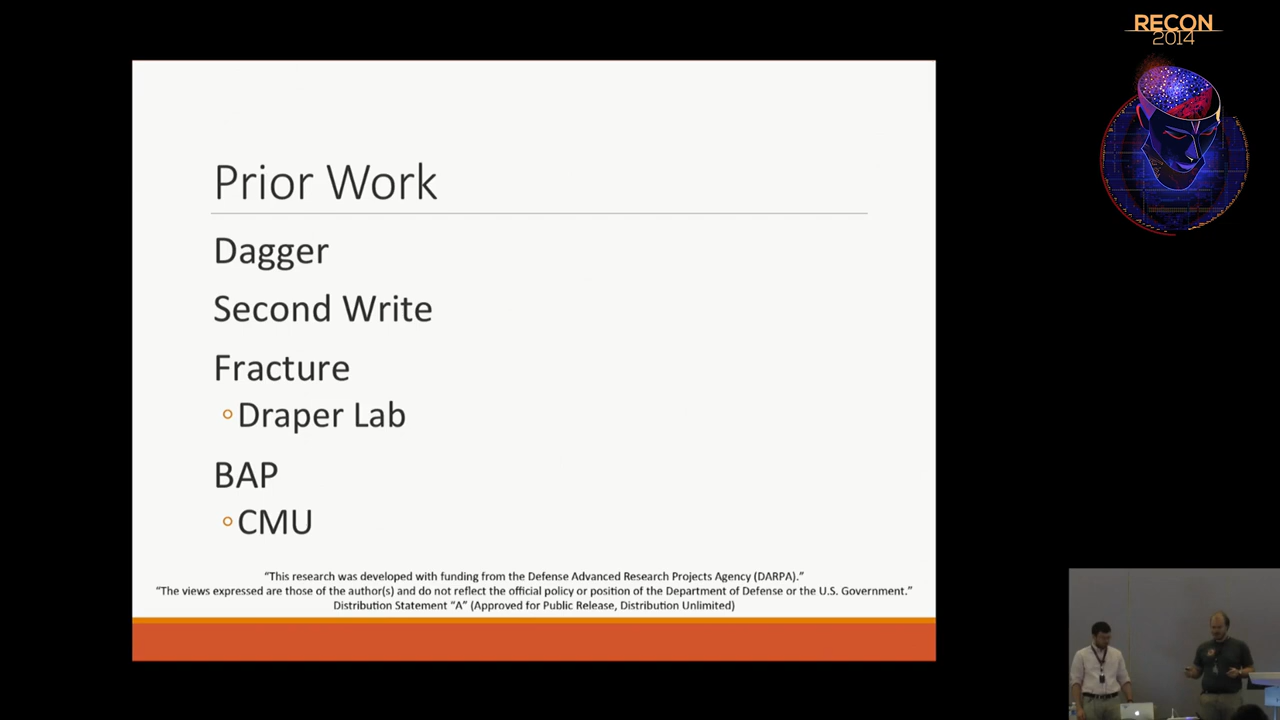 RECON
2014
Prior Work
Dagger
Second Write
Fracture
Draper Lab
BAP
CMU
“This research was developed with funding from the Defense Advanced Research Projects Agency (DARPA).”
“The views expressed are those of the author(s) and do not reflect the official policy or position of the Department of Defense or the U.S. Government.”
Distribution Statement “A” (Approved for Public Release, Distribution Unlimited)